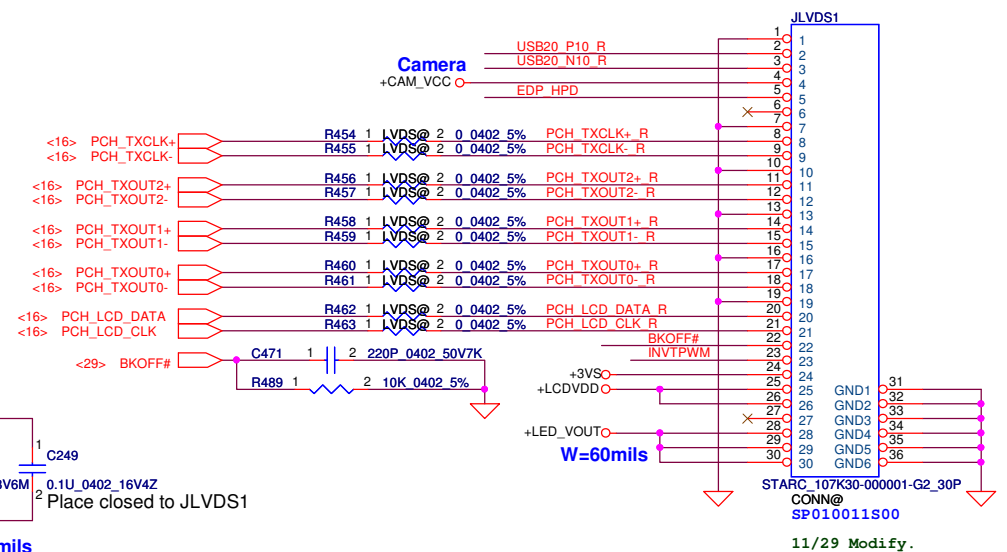 JLVDS1
1 1
USB20_P10_R 2 2
Camera USB20_N10_R 3 3
+CAM_VCC 4 4
EDP_HPD 5 5
6 6
7 7
<16> PCH_TXCLK+ R454 1 LVDS@ 2 0_0402_5% PCH_TXCLK+_R 8 8
<16> PCH_TXCLK- R455 1 LVDS@ 2 0_0402_5% PCH_TXCLK-_R 9 9
10 10
<16> PCH_TXOUT2+ R456 1 LVDS@ 2 0_0402_5% PCH_TXOUT2+_R 11 11
<16> PCH_TXOUT2- R457 1 LVDS@ 2 0_0402_5% PCH_TXOUT2-_R 12 12
13 13
<16> PCH_TXOUT1+ R458 1 LVDS@ 2 0_0402_5% PCH_TXOUT1+_R 14 14
<16> PCH_TXOUT1- R459 1 LVDS@ 2 0_0402_5% PCH_TXOUT1-_R 15 15
16 16
<16> PCH_TXOUT0+ R460 1 LVDS@ 2 0_0402_5% PCH_TXOUT0+_R 17 17
<16> PCH_TXOUT0- R461 1 LVDS@ 2 0_0402_5% PCH_TXOUT0-_R 18 18
19 19
<16> PCH_LCD_DATA R462 1 LVDS@ 2 0_0402_5% PCH_LCD_DATA_R 20 20
<16> PCH_LCD_CLK R463 1 LVDS@ 2 0_0402_5% PCH_LCD_CLK_R 21 21
BKOFF# 22 22
<29> BKOFF# C471 1 2 220P_0402_50V7K INVTPWM 23 23
+3VS 24 24
R489 1 2 10K_0402_5% +LCDVDD 25 25 GND1 31
26 26 GND2 32
27 27 GND3 33
+LED_VOUT 28 28 GND4 34
W=60mils 29 29 GND5 35
30 30 GND6 36
1 C249
V6M 2 0.1U_0402_16V4Z
Place closed to JLVDS1
STARC_107K30-000001-G2_30P
CONN@
SP010011S00
11/29 Modify.
mils